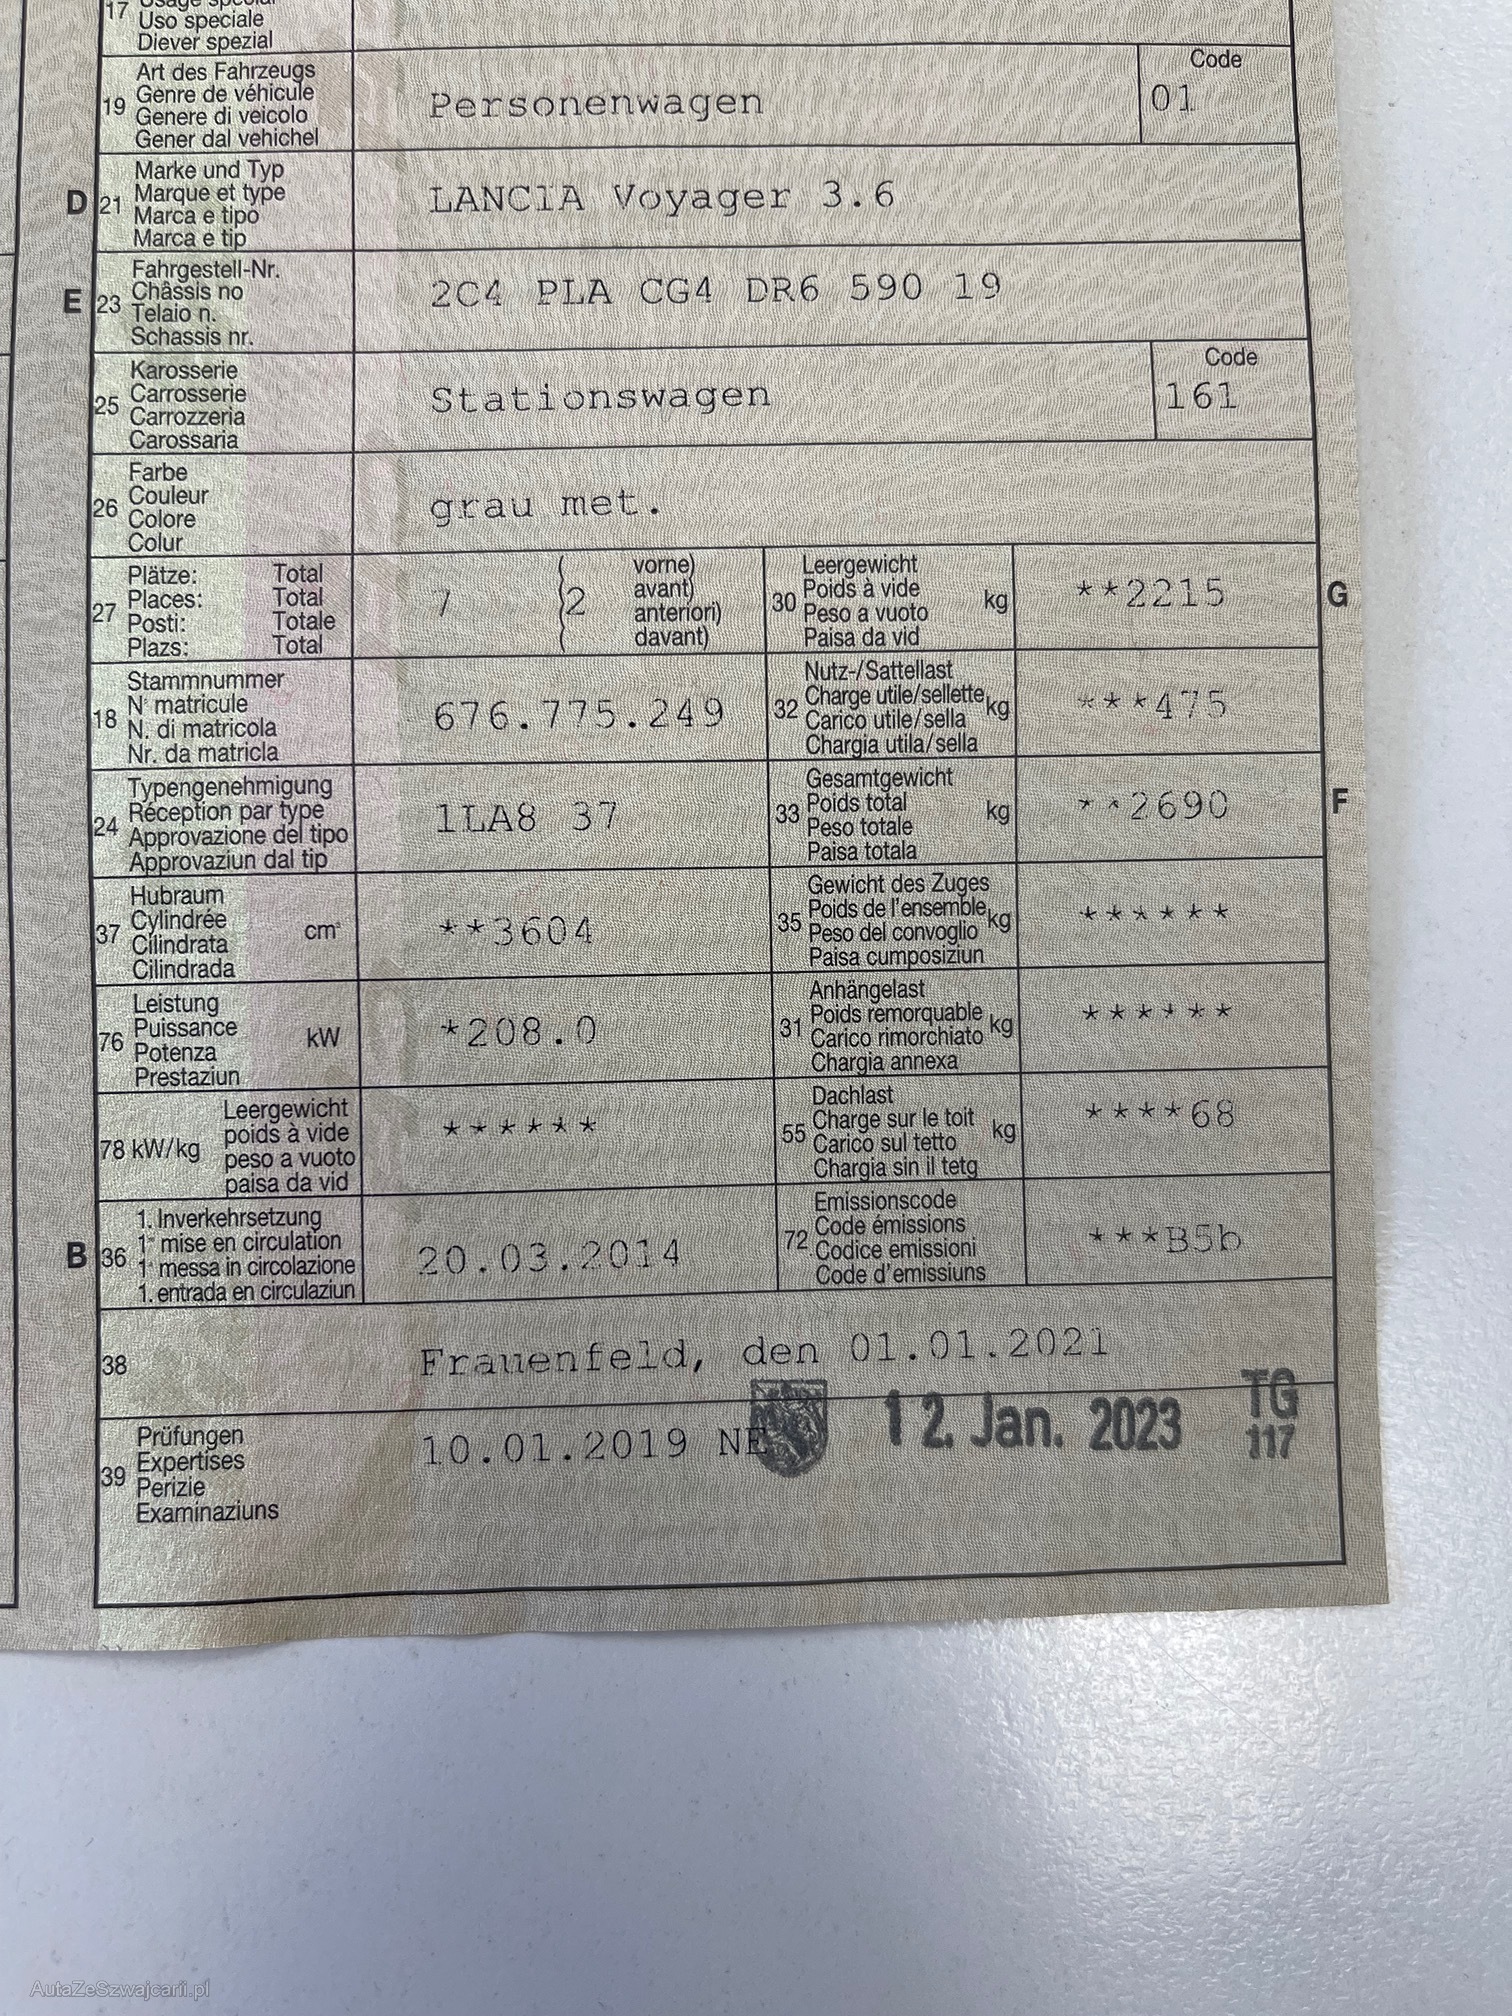 17 Usage spécial
Uso speciale
Diever spezial
19 Art des Fahrzeugs
Genre de véhicule
Genere di veicolo
Gener dal vehichel
Personenwagen
Code
01
D 21 Marke und Typ
Marque et type
Marca e tipo
Marca e tip
LANCIA Voyager 3.6
E 23 Fahrgestell-Nr.
Châssis no
Telaio n.
Schassis nr.
2C4 PLA CG4 DR6 590 19
25 Karosserie
Carrosserie
Carrozzeria
Carossaria
Stationswagen
Code
161
26 Farbe
Couleur
Colore
Colur
grau met.
27 Plätze: Total
Places: Total
Posti: Totale
Plazs: Total
7 ( 2 vorne)
( avant)
( anteriori)
( davant)
30 Leergewicht
Poids à vide
Peso a vuoto
Paisa da vid
kg
**2215
G
18 Stammnummer
N° matricule
N. di matricola
Nr. da matricla
676.775.249
32 Nutz-/Sattellast
Charge utile/sellette
Carico utile/sella
Chargia utila/sella
kg
***475
24 Typengenehmigung
Réception par type
Approvazione del tipo
Approvaziun dal tip
1LA8 37
33 Gesamtgewicht
Poids total
Peso totale
Paisa totala
kg
**2690
F
37 Hubraum
Cylindrée
Cilindrata
Cilindrada
cm³
**3604
35 Gewicht des Zuges
Poids de l'ensemble
Peso del convoglio
Paisa cumposiziun
kg
******
76 Leistung
Puissance
Potenza
Prestaziun
kW
*208.0
31 Anhängelast
Poids remorquable
Carico rimorchiato
Chargia annexa
kg
******
78 kW/kg Leergewicht
poids à vide
peso a vuoto
paisa da vid
******
55 Dachlast
Charge sur le toit
Carico sul tetto
Chargia sin il tetg
kg
****68
B 36 1. Inverkehrsetzung
1re mise en circulation
1a messa in circolazione
1. entrada en circulaziun
20.03.2014
72 Emissionscode
Code émissions
Codice emissioni
Code d'emissiuns
***B5b
38 Frauenfeld, den 01.01.2021
39 Prüfungen
Expertises
Perizie
Examinaziuns
10.01.2019 NE
12. Jan. 2023
TG
117
AutaZeSzwajcarii.pl